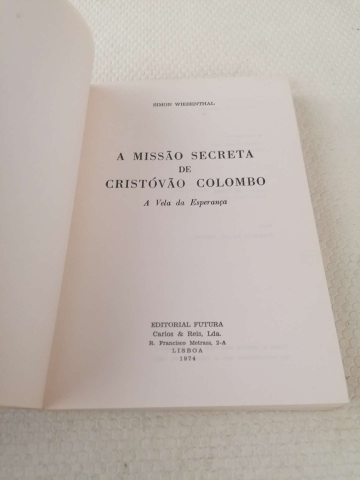 SIMON WIESENTHAL
A MISSÃO SECRETA
DE
CRISTÓVÃO COLOMBO
A Vela da Esperança
EDITORIAL FUTURA
Carlos & Reis, Lda.
R. Francisco Metrass, 2-A
LISBOA
1974